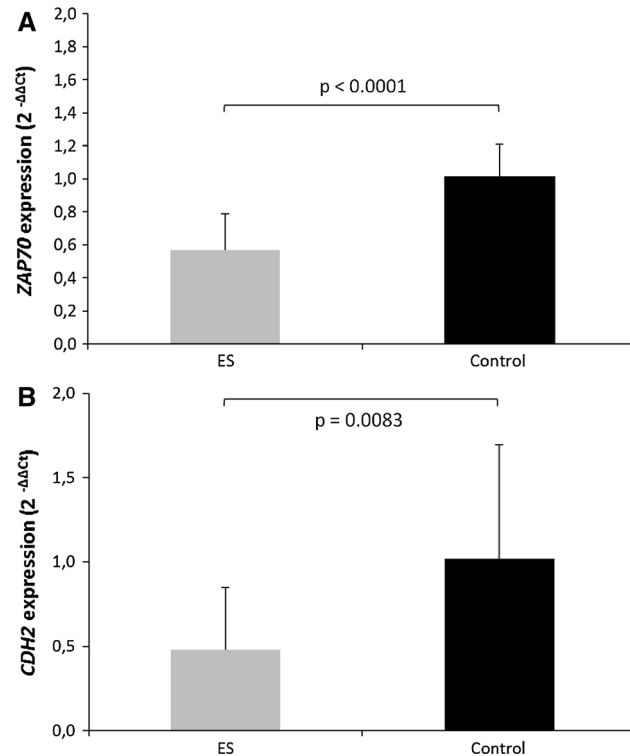 A
2,0
1,8
1,6
1,4
1,2
1,0
0,8
0,6
0,4
0,2
0,0
ZAP70 expression (2 -ΔΔCt)
p < 0.0001
ES Control
B
2,0
1,5
1,0
0,5
0,0
CDH2 expression (2 -ΔΔCt)
p = 0.0083
ES Control